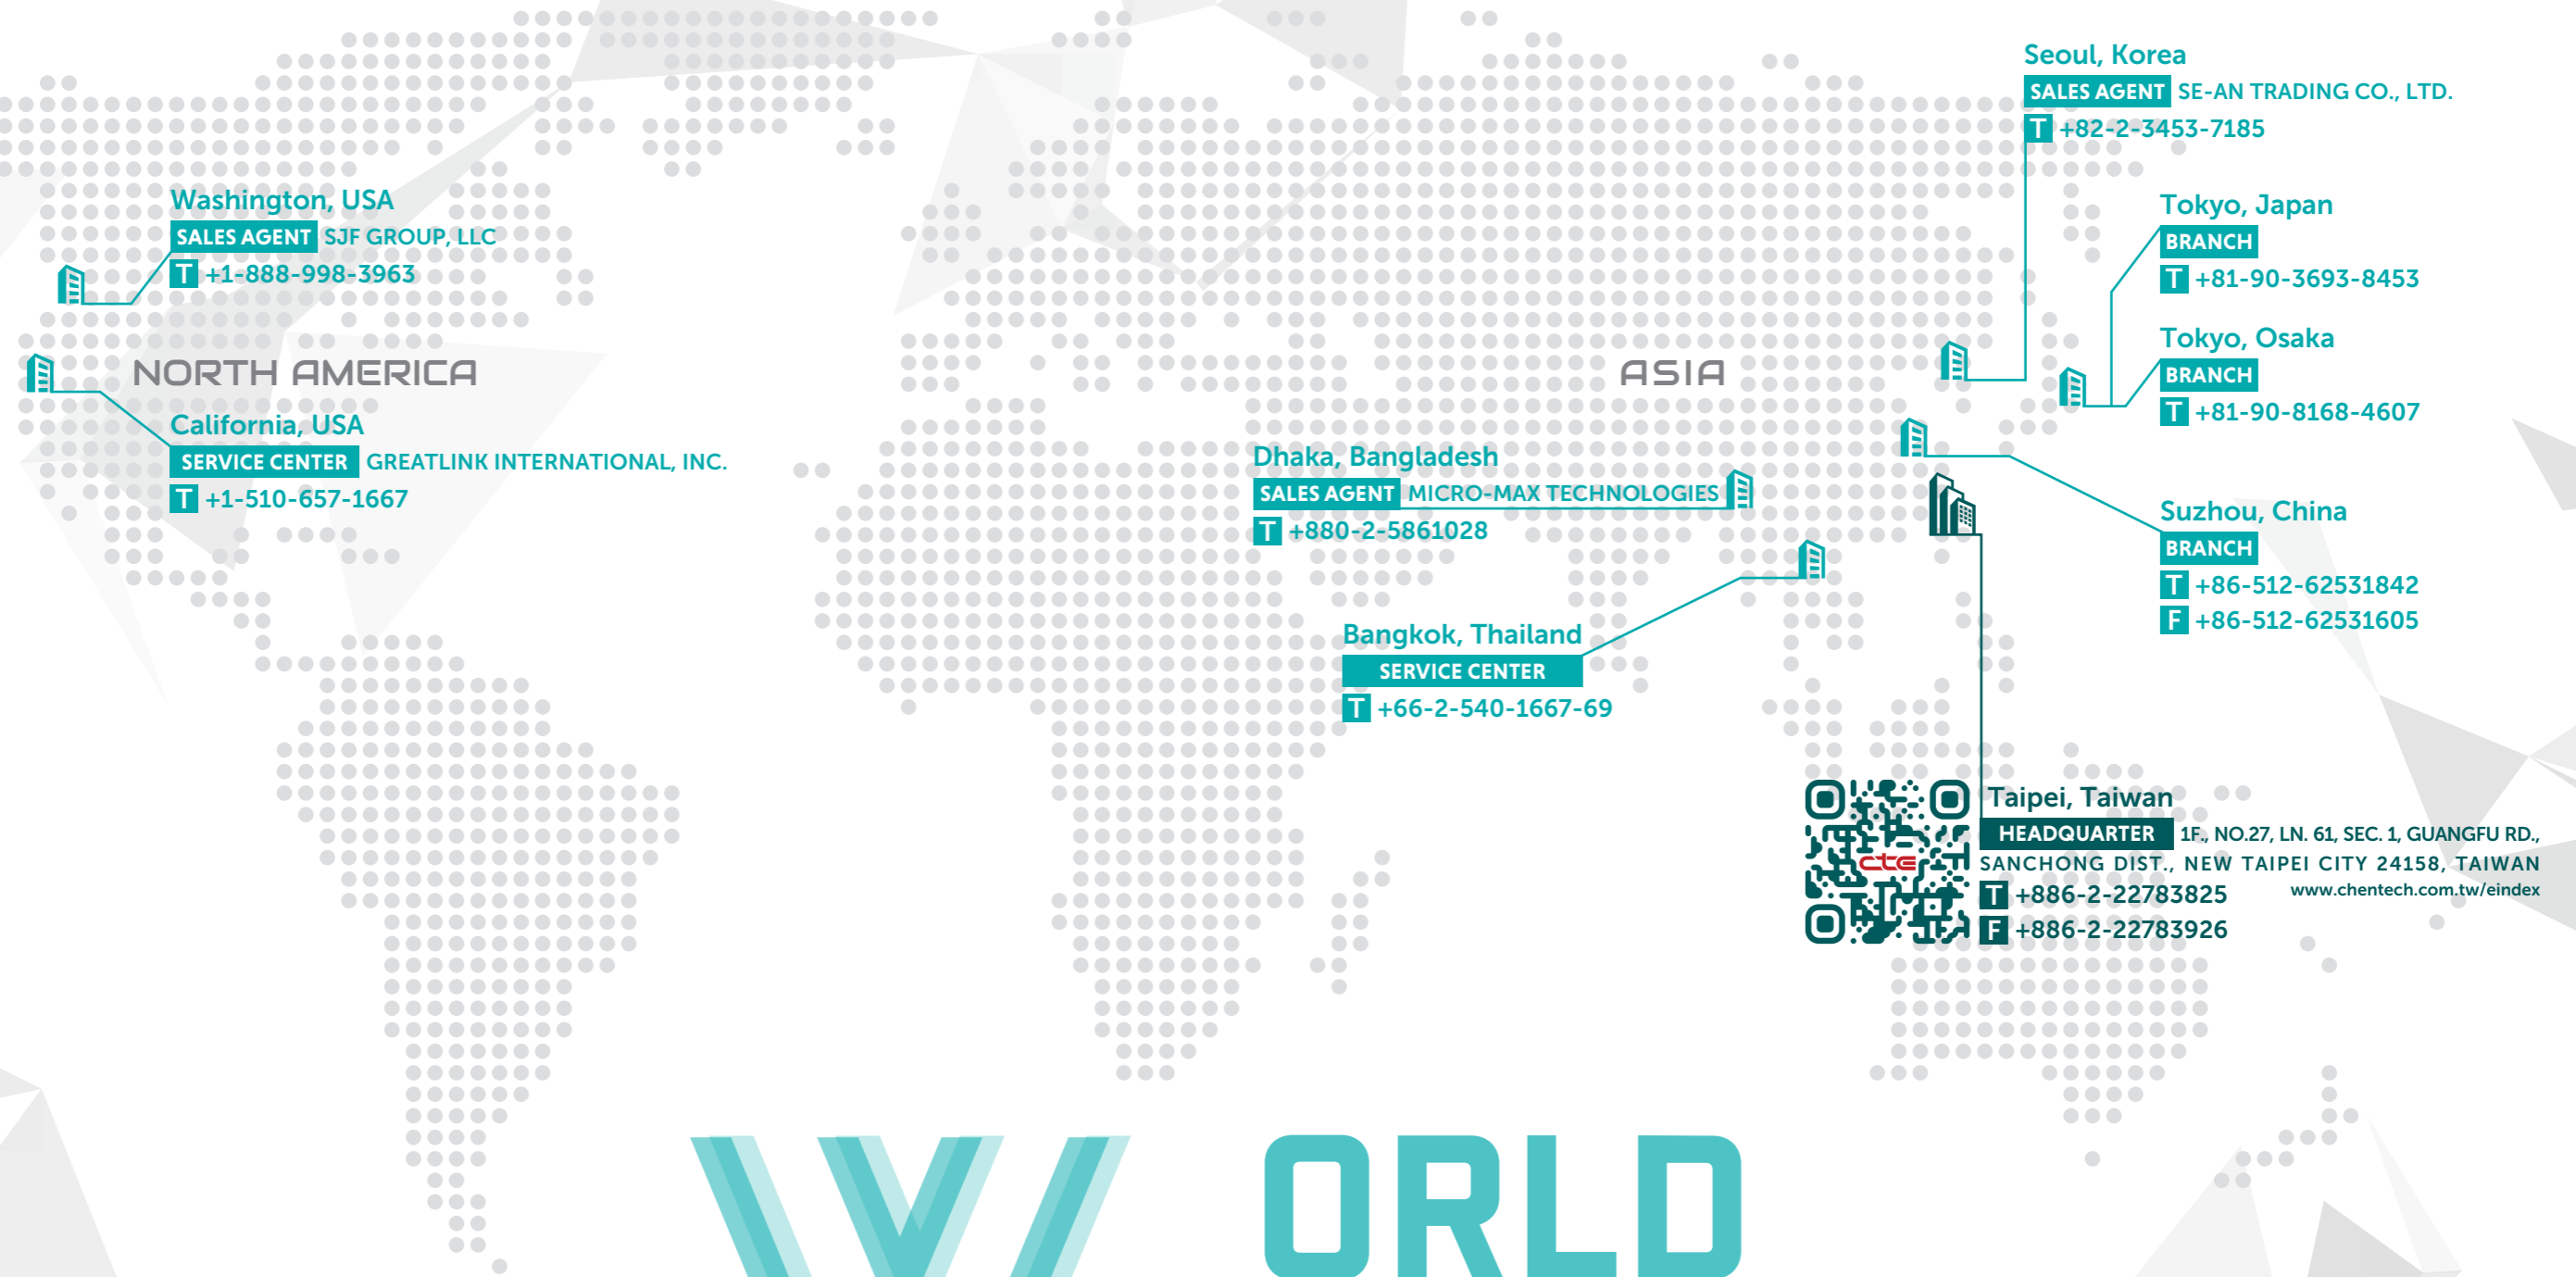 Washington, USA
SALES AGENT SJF GROUP, LLC
T +1-888-998-3963
NORTH AMERICA
California, USA
SERVICE CENTER GREATLINK INTERNATIONAL, INC.
T +1-510-657-1667
ASIA
Dhaka, Bangladesh
SALES AGENT MICRO-MAX TECHNOLOGIES
T +880-2-5861028
Bangkok, Thailand
SERVICE CENTER
T +66-2-540-1667-69
Seoul, Korea
SALES AGENT SE-AN TRADING CO., LTD.
T +82-2-3453-7185
Tokyo, Japan
BRANCH
T +81-90-3693-8453
Tokyo, Osaka
BRANCH
T +81-90-8168-4607
Suzhou, China
BRANCH
T +86-512-62531842
F +86-512-62531605
cte
Taipei, Taiwan
HEADQUARTER 1F., NO.27, LN. 61, SEC. 1, GUANGFU RD.,
SANCHONG DIST., NEW TAIPEI CITY 24158, TAIWAN
T +886-2-22783825 www.chentech.com.tw/eindex
F +886-2-22783926
WORLD